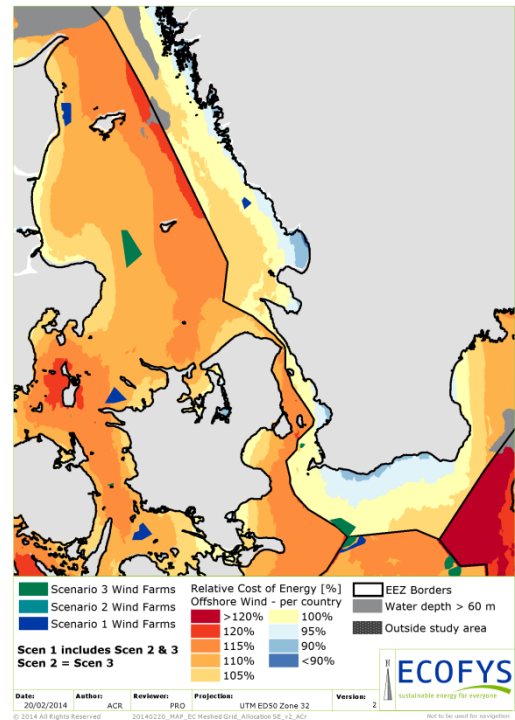 Scenario 3 Wind Farms
Scenario 2 Wind Farms
Scenario 1 Wind Farms
Scen 1 includes Scen 2 & 3
Scen 2 = Scen 3
Relative Cost of Energy [%]
Offshore Wind - per country
>120%
120%
115%
110%
105%
100%
95%
90%
<90%
EEZ Borders
Water depth > 60 m
Outside study area
ECOFYS
sustainable energy for everyone
Date: Author: Reviewer: Projection: Version:
20/02/2014 ACR PRO UTM ED50 Zone 32 2
© 2014 All Rights Reserved 20140220_MAP_EC Meshed Grid_Allocation SE_v2_ACr Not to be used for navigation